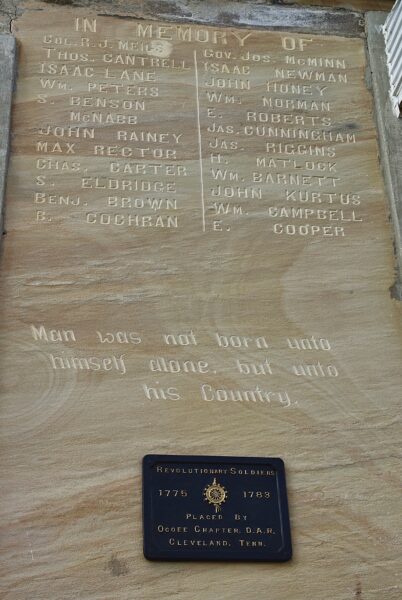 IN MEMORY OF
COL. R. J. MEIGS
THOS. CANTRELL
ISAAC LANE
WM. PETERS
S. BENSON
MCNABB
JOHN RAINEY
MAX RECTOR
CHAS. CARTER
S. ELDRIDGE
BENJ. BROWN
B. COCHRAN
GOV. JOS. MCMINN
ISAAC NEWMAN
JOHN HONEY
WM. NORMAN
E. ROBERTS
JAS. CUNNINGHAM
JAS. RIGGINS
H. MATLOCK
WM. BARNETT
JOHN KURTUS
WM. CAMPBELL
E. COOPER
Man was not born unto
himself alone, but unto
his Country.
REVOLUTIONARY SOLDIERS
1775 1783
PLACED BY
OCOEE CHAPTER, D.A.R.
CLEVELAND, TENN.